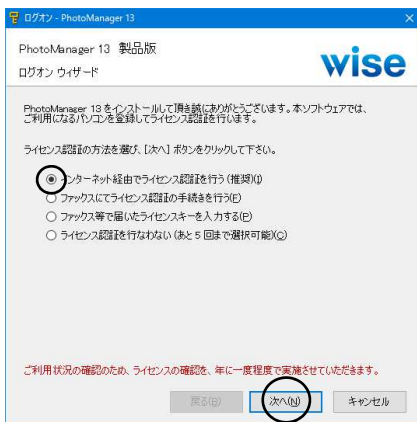 ログオン - PhotoManager 13
PhotoManager 13 製品版
ログオン ウィザード
wise
PhotoManager 13 をインストールして頂き誠にありがとうございます。本ソフトウェアでは、
ご利用になるパソコンを登録してライセンス認証を行います。
ライセンス認証の方法を選び、[次へ] ボタンをクリックして下さい。
インターネット経由でライセンス認証を行う(推奨)(I)
ファックスにてライセンス認証の手続きを行う(F)
ファックス等で届いたライセンスキーを入力する(P)
ライセンス認証を行なわない(あと 5 回まで選択可能)(C)
ご利用状況の確認のため、ライセンスの確認を、年に一度程度で実施させていただきます。
戻る(B) 次へ(N) キャンセル